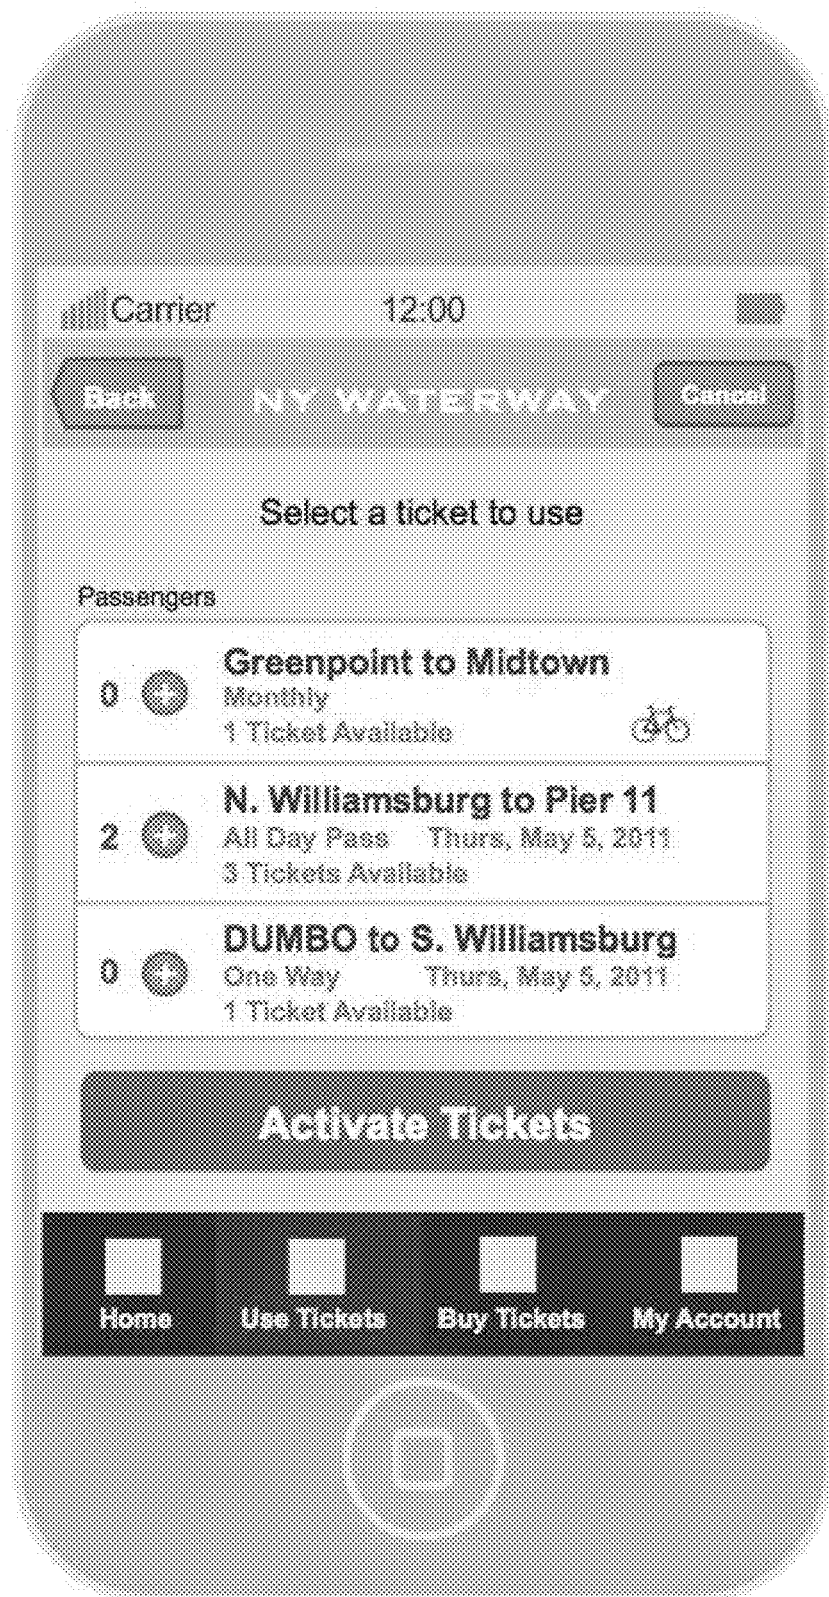 Carrier 12:00
Back NY WATERWAY Cancel
Select a ticket to use
Passengers
Greenpoint to Midtown
0 Monthly
1 Ticket Available
N. Williamsburg to Pier 11
2 All Day Pass Thurs, May 5, 2011
3 Tickets Available
DUMBO to S. Williamsburg
0 One Way Thurs, May 5, 2011
1 Ticket Available
Activate Tickets
Home Use Tickets Buy Tickets My Account